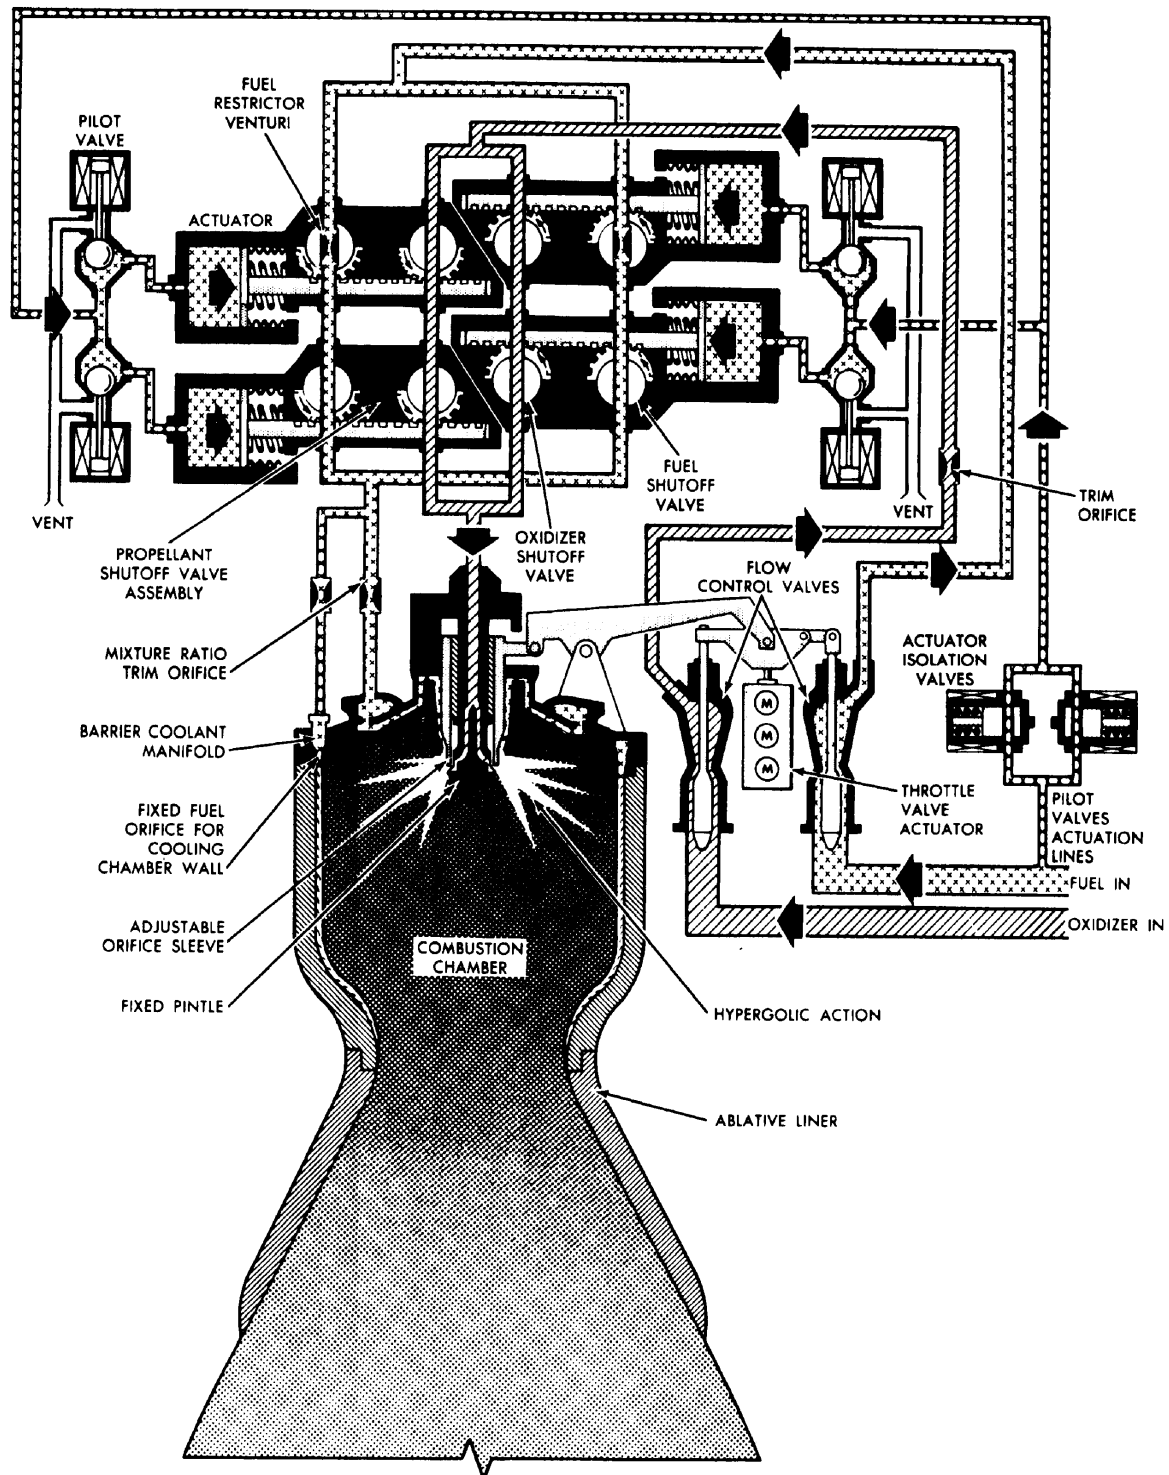 FUEL
RESTRICTOR
VENTURI
PILOT
VALVE
ACTUATOR
VENT
PROPELLANT
SHUTOFF VALVE
ASSEMBLY
OXIDIZER
SHUTOFF
VALVE
FUEL
SHUTOFF
VALVE
VENT
TRIM
ORIFICE
FLOW
CONTROL VALVES
MIXTURE RATIO
TRIM ORIFICE
ACTUATOR
ISOLATION
VALVES
BARRIER COOLANT
MANIFOLD
M
M
M
THROTTLE
VALVE
ACTUATOR
PILOT
VALVES
ACTUATION
LINES
FIXED FUEL
ORIFICE FOR
COOLING
CHAMBER WALL
FUEL IN
OXIDIZER IN
ADJUSTABLE
ORIFICE SLEEVE
COMBUSTION
CHAMBER
FIXED PINTLE
HYPERGOLIC ACTION
ABLATIVE LINER